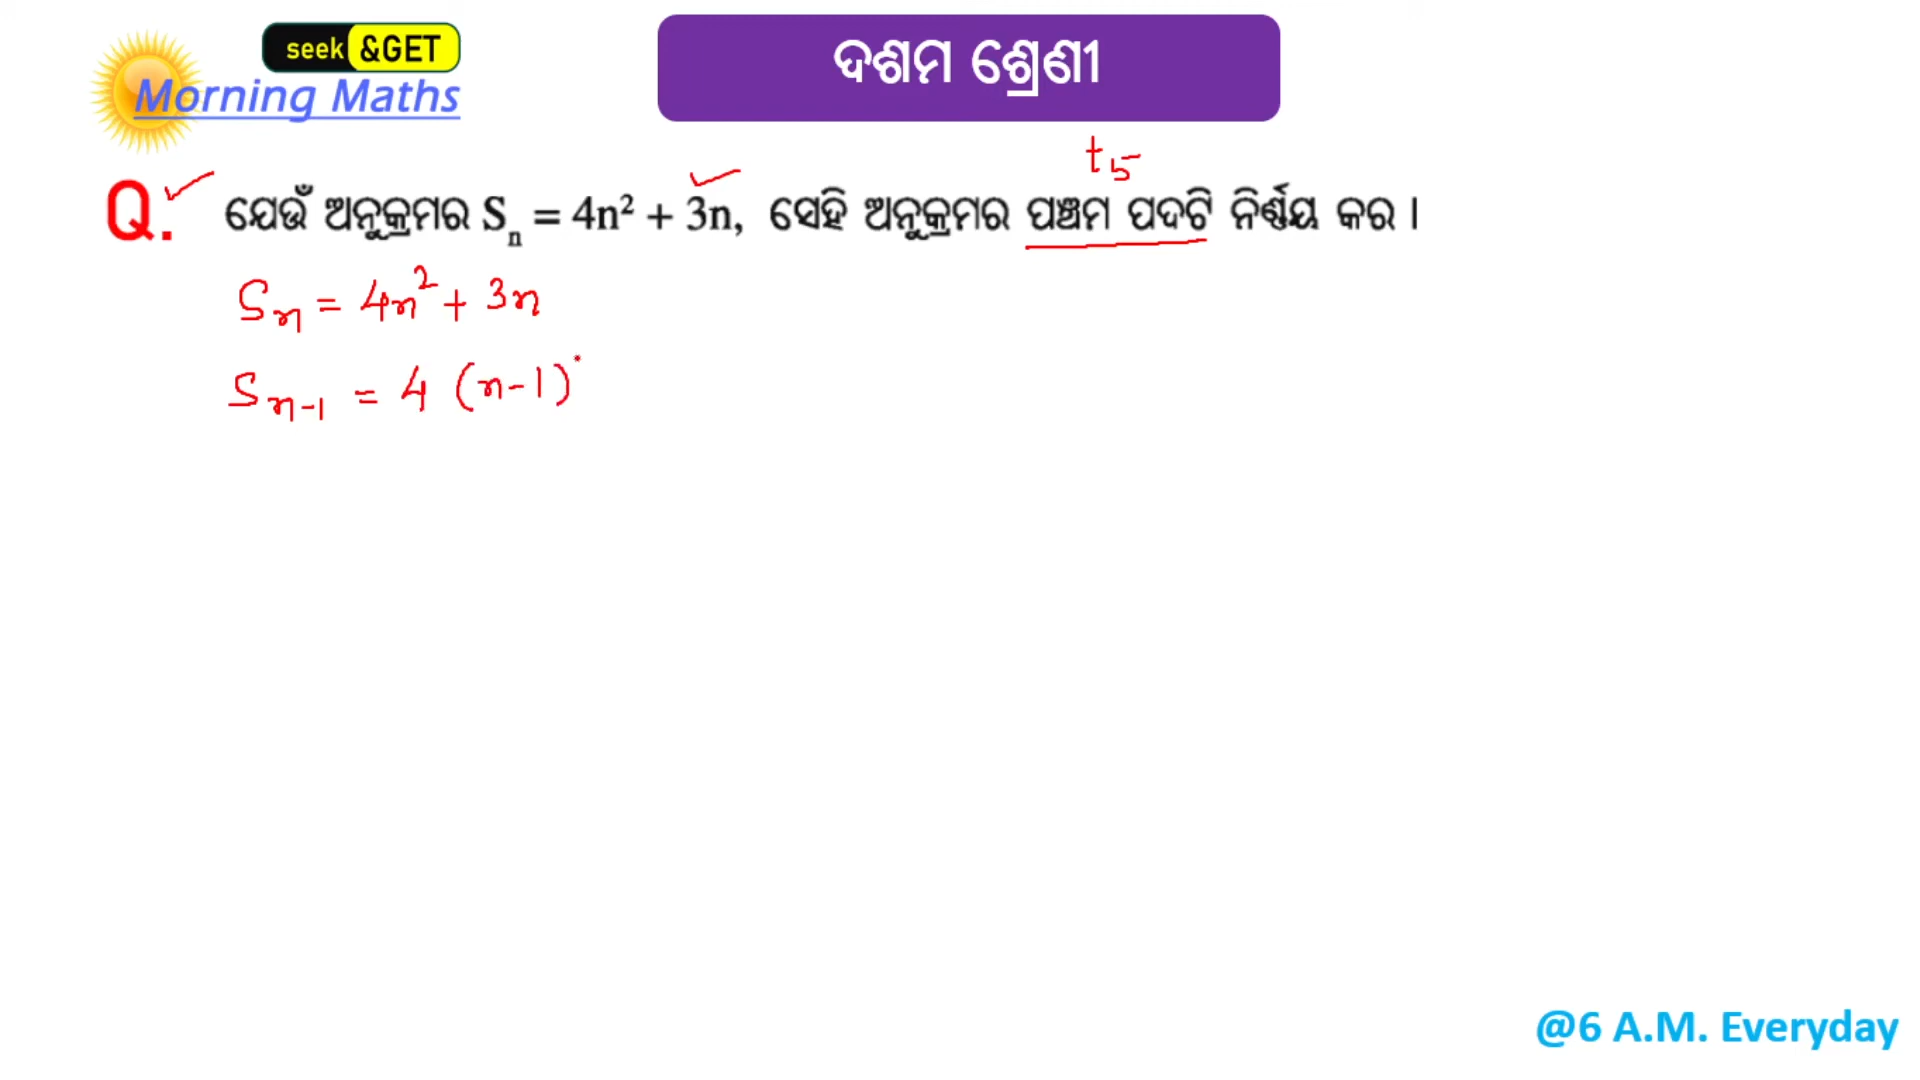 seek &GET
Morning Maths
ଦଶମ ଶ୍ରେଣୀ
t₅
Q. ଯେଉଁ ଅନୁକ୍ରମର Sₙ = 4n² + 3n, ସେହି ଅନୁକ୍ରମର ପଞ୍ଚମ ପଦଟି ନିର୍ଣ୍ଣୟ କର ।
Sₙ = 4n² + 3n
Sₙ₋₁ = 4 (n-1)
@6 A.M. Everyday